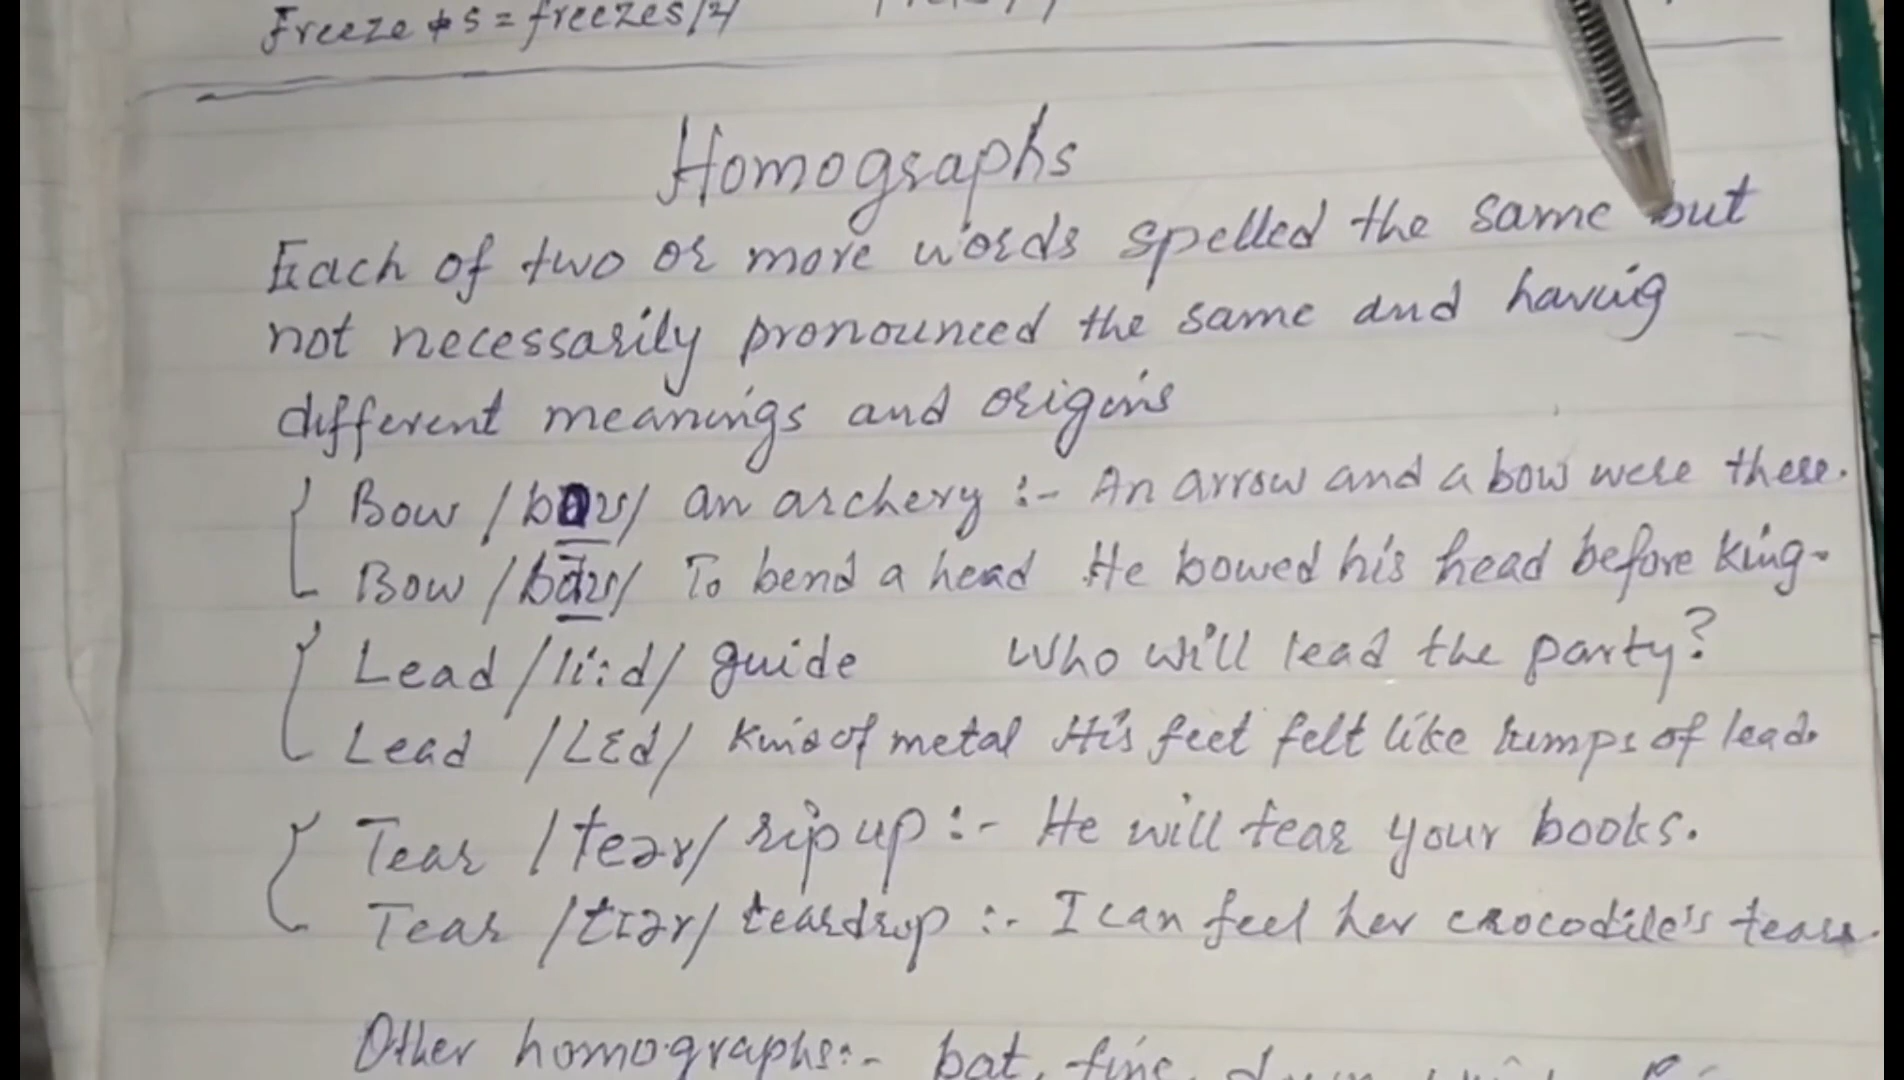 Freeze + s = freezes /z/
Homographs
Each of two or more words spelled the same but
not necessarily pronounced the same and having
different meanings and origins
Bow /bəʊ/ an archery :- An arrow and a bow were there.
Bow /baʊ/ To bend a head He bowed his head before king.
Lead /li:d/ guide Who will lead the party?
Lead /Lɛd/ kind of metal His feet felt like lumps of lead.
Tear /teər/ rip up :- He will tear your books.
Tear /tɪər/ teardrop :- I can feel her crocodile's tears.
Other homographs:- bat, fine,